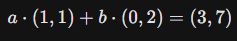 a · (1, 1) + b · (0, 2) = (3, 7)